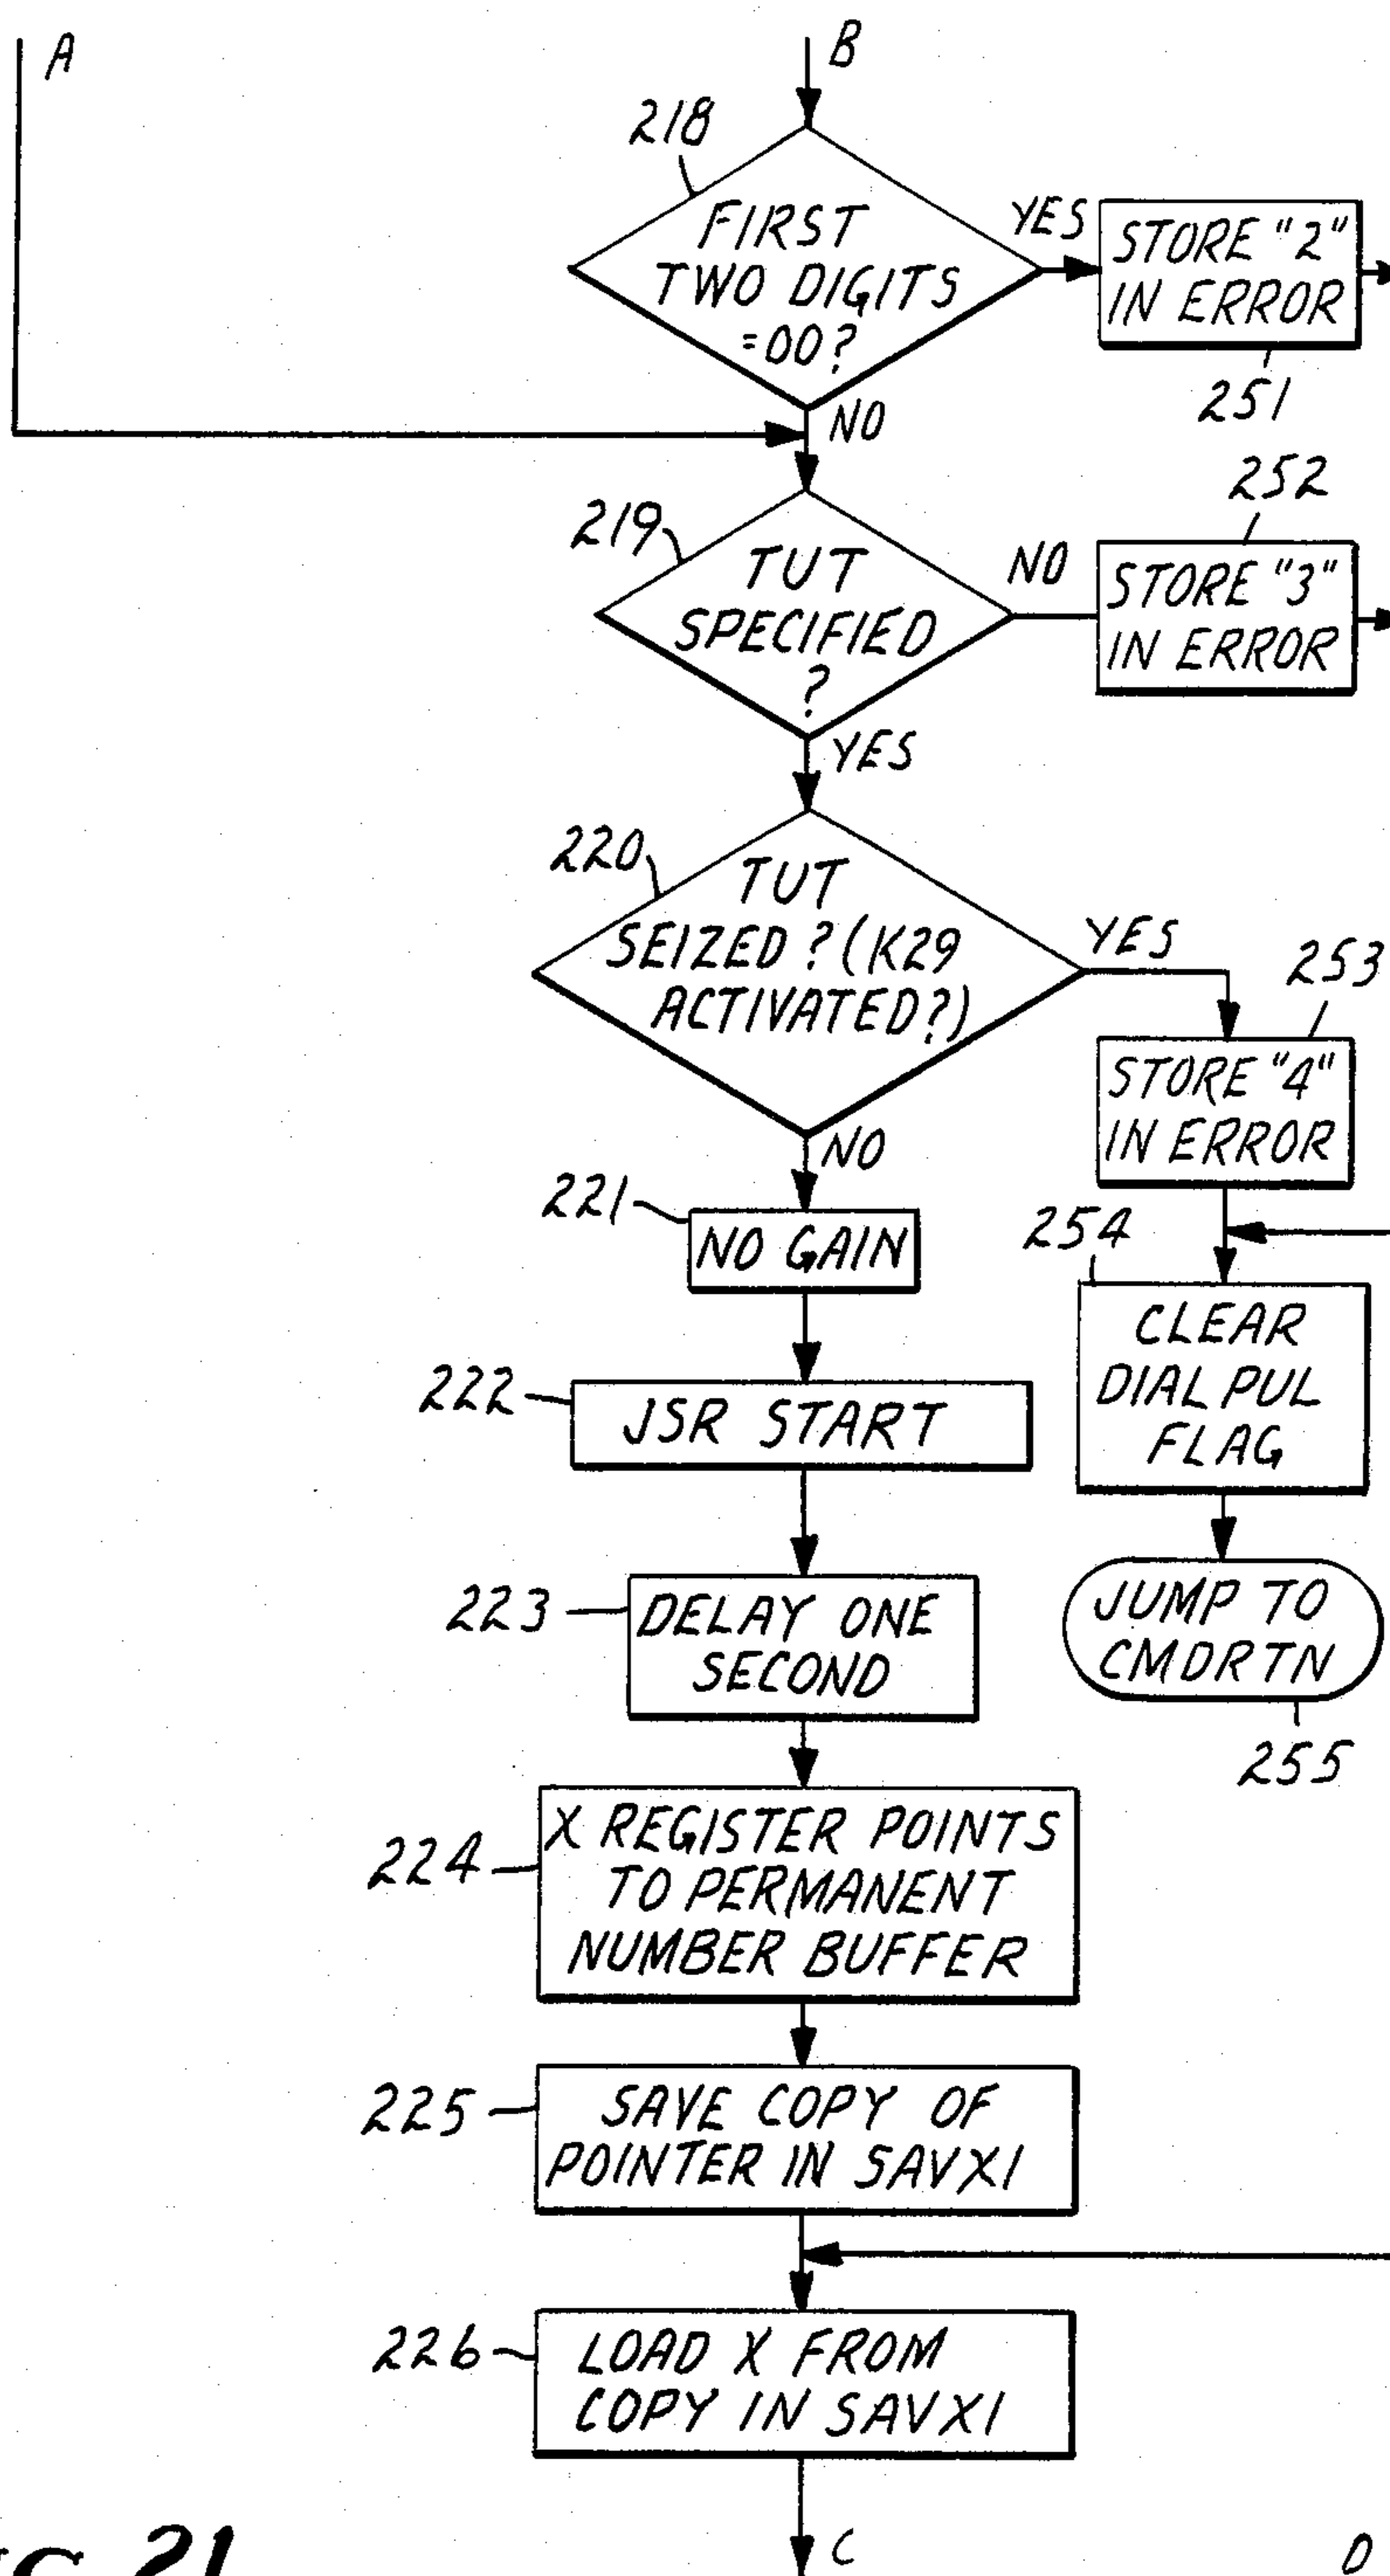 A
B
218
FIRST
TWO DIGITS
=00?
YES
STORE "2"
IN ERROR
251
NO
252
219
TUT
SPECIFIED
?
NO
STORE "3"
IN ERROR
YES
220
TUT
SEIZED? (K29
ACTIVATED?)
YES
253
STORE "4"
IN ERROR
NO
221
NO GAIN
254
CLEAR
DIAL PUL
FLAG
222
JSR START
223
DELAY ONE
SECOND
JUMP TO
CMDRTN
255
224
X REGISTER POINTS
TO PERMANENT
NUMBER BUFFER
225
SAVE COPY OF
POINTER IN SAVX1
226
LOAD X FROM
COPY IN SAVX1
C
D
21